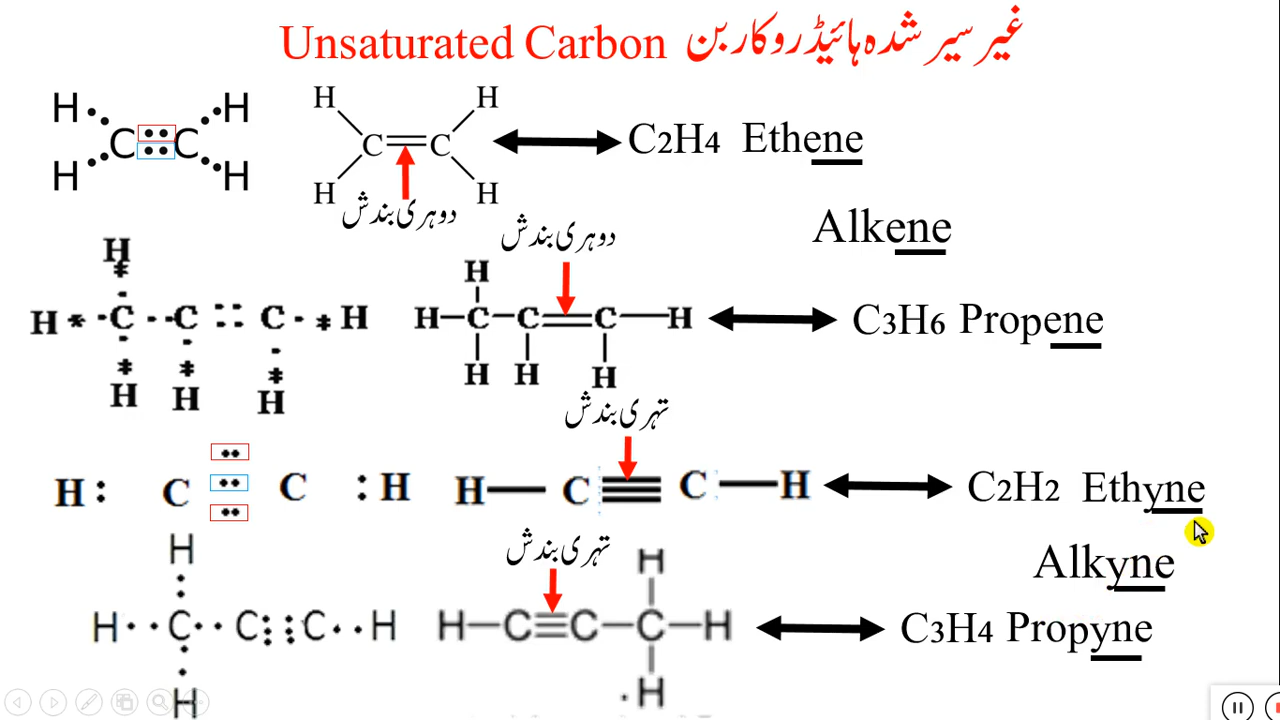 Unsaturated Carbon غیر سیر شدہ ہائیڈروکاربن
H H H H
C C C C
H H H H
C2H4 Ethene
دوہری بندش
Alkene
دوہری بندش
H H
H C C C H H C C C H
H H H H H H
C3H6 Propene
تہری بندش
H C C H H C C H
C2H2 Ethyne
تہری بندش
Alkyne
H H
H C C C H H C C C H
H H
C3H4 Propyne